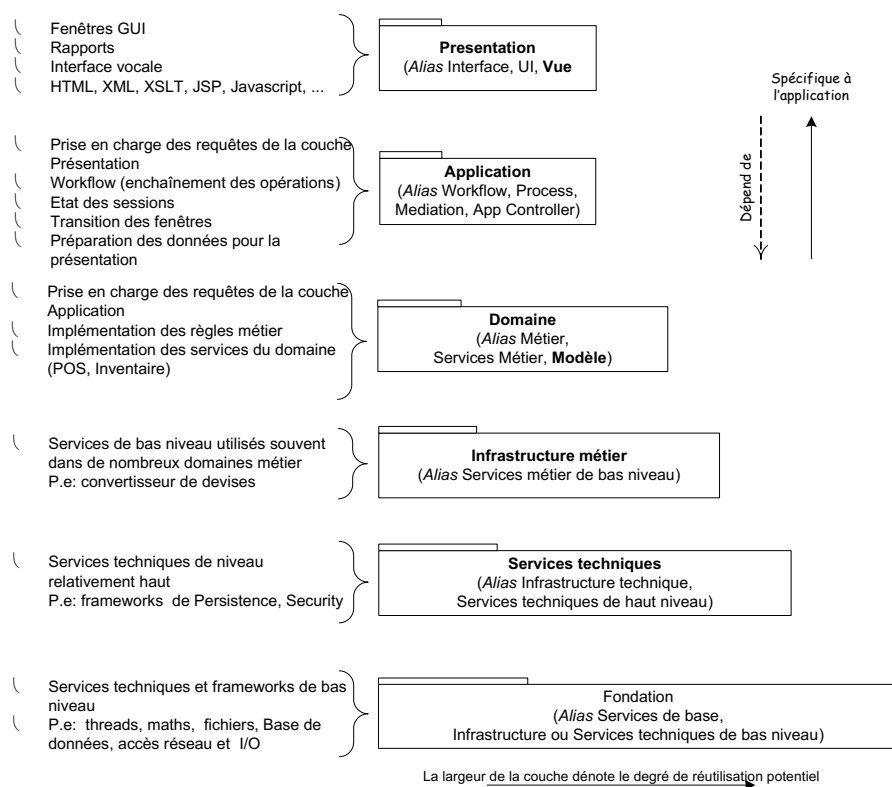 Fenêtres GUI
Rapports
Interface vocale
HTML, XML, XSLT, JSP, Javascript, ...
Presentation
(Alias Interface, UI, Vue
Spécifique à
l'application
Dépend de
Prise en charge des requêtes de la couche
Présentation
Workflow (enchaînement des opérations)
Etat des sessions
Transition des fenêtres
Préparation des données pour la
présentation
Application
(Alias Workflow, Process,
Mediation, App Controller)
Prise en charge des requêtes de la couche
Application
Implémentation des règles métier
Implémentation des services du domaine
(POS, Inventaire)
Domaine
(Alias Métier,
Services Métier, Modèle)
Services de bas niveau utilisés souvent
dans de nombreux domaines métier
P.e: convertisseur de devises
Infrastructure métier
(Alias Services métier de bas niveau)
Services techniques de niveau
relativement haut
P.e: frameworks de Persistence, Security
Services techniques
(Alias Infrastructure technique,
Services techniques de haut niveau)
Services techniques et frameworks de bas
niveau
P.e: threads, maths, fichiers, Base de
données, accès réseau et I/O
Fondation
(Alias Services de base,
Infrastructure ou Services techniques de bas niveau)
La largeur de la couche dénote le degré de réutilisation potentiel